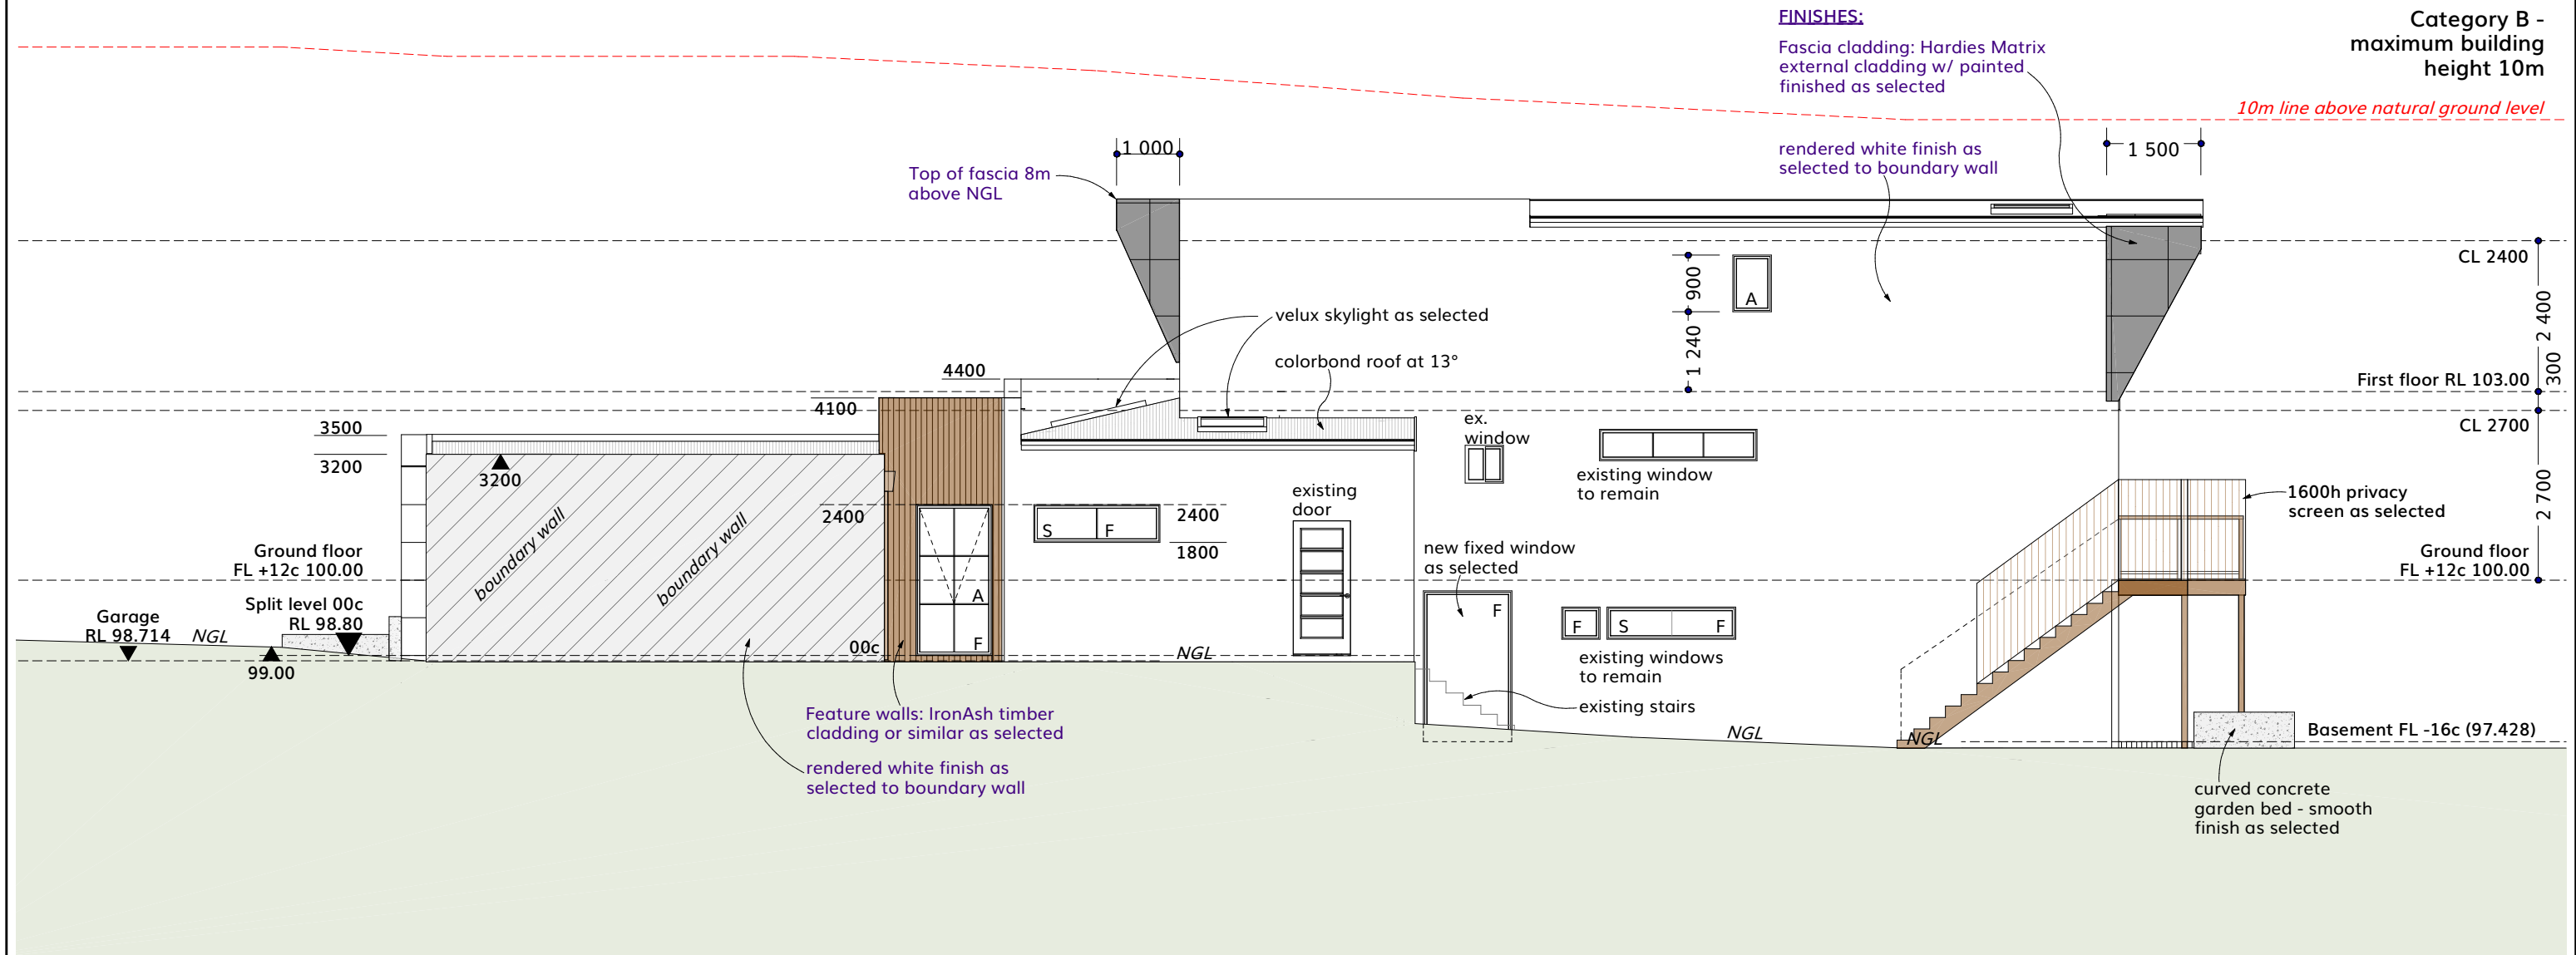 FINISHES:
Fascia cladding: Hardies Matrix
external cladding w/ painted
finished as selected
Category B -
maximum building
height 10m
10m line above natural ground level
1 000
1 500
Top of fascia 8m
above NGL
rendered white finish as
selected to boundary wall
CL 2400
900
A
1 240
2 400
300
velux skylight as selected
colorbond roof at 13°
4400
4100
First floor RL 103.00
CL 2700
3500
3200
3200
ex.
window
existing window
to remain
2400
S
F
2400
1800
existing
door
1600h privacy
screen as selected
2 700
boundary wall
boundary wall
new fixed window
as selected
Ground floor
FL +12c 100.00
Ground floor
FL +12c 100.00
Split level 00c
RL 98.80
Garage
RL 98.714
NGL
99.00
A
F
00c
NGL
F
F
S
F
existing windows
to remain
existing stairs
NGL
NGL
Basement FL -16c (97.428)
Feature walls: IronAsh timber
cladding or similar as selected
rendered white finish as
selected to boundary wall
curved concrete
garden bed - smooth
finish as selected